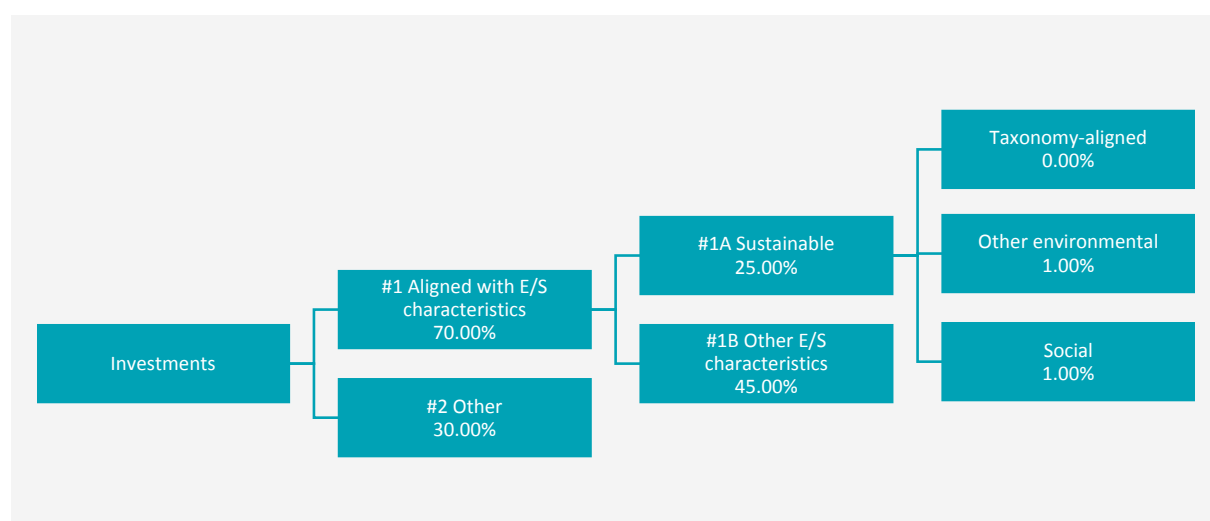 Investments
#1 Aligned with E/S
characteristics
70.00%
#2 Other
30.00%
#1A Sustainable
25.00%
#1B Other E/S
characteristics
45.00%
Taxonomy-aligned
0.00%
Other environmental
1.00%
Social
1.00%